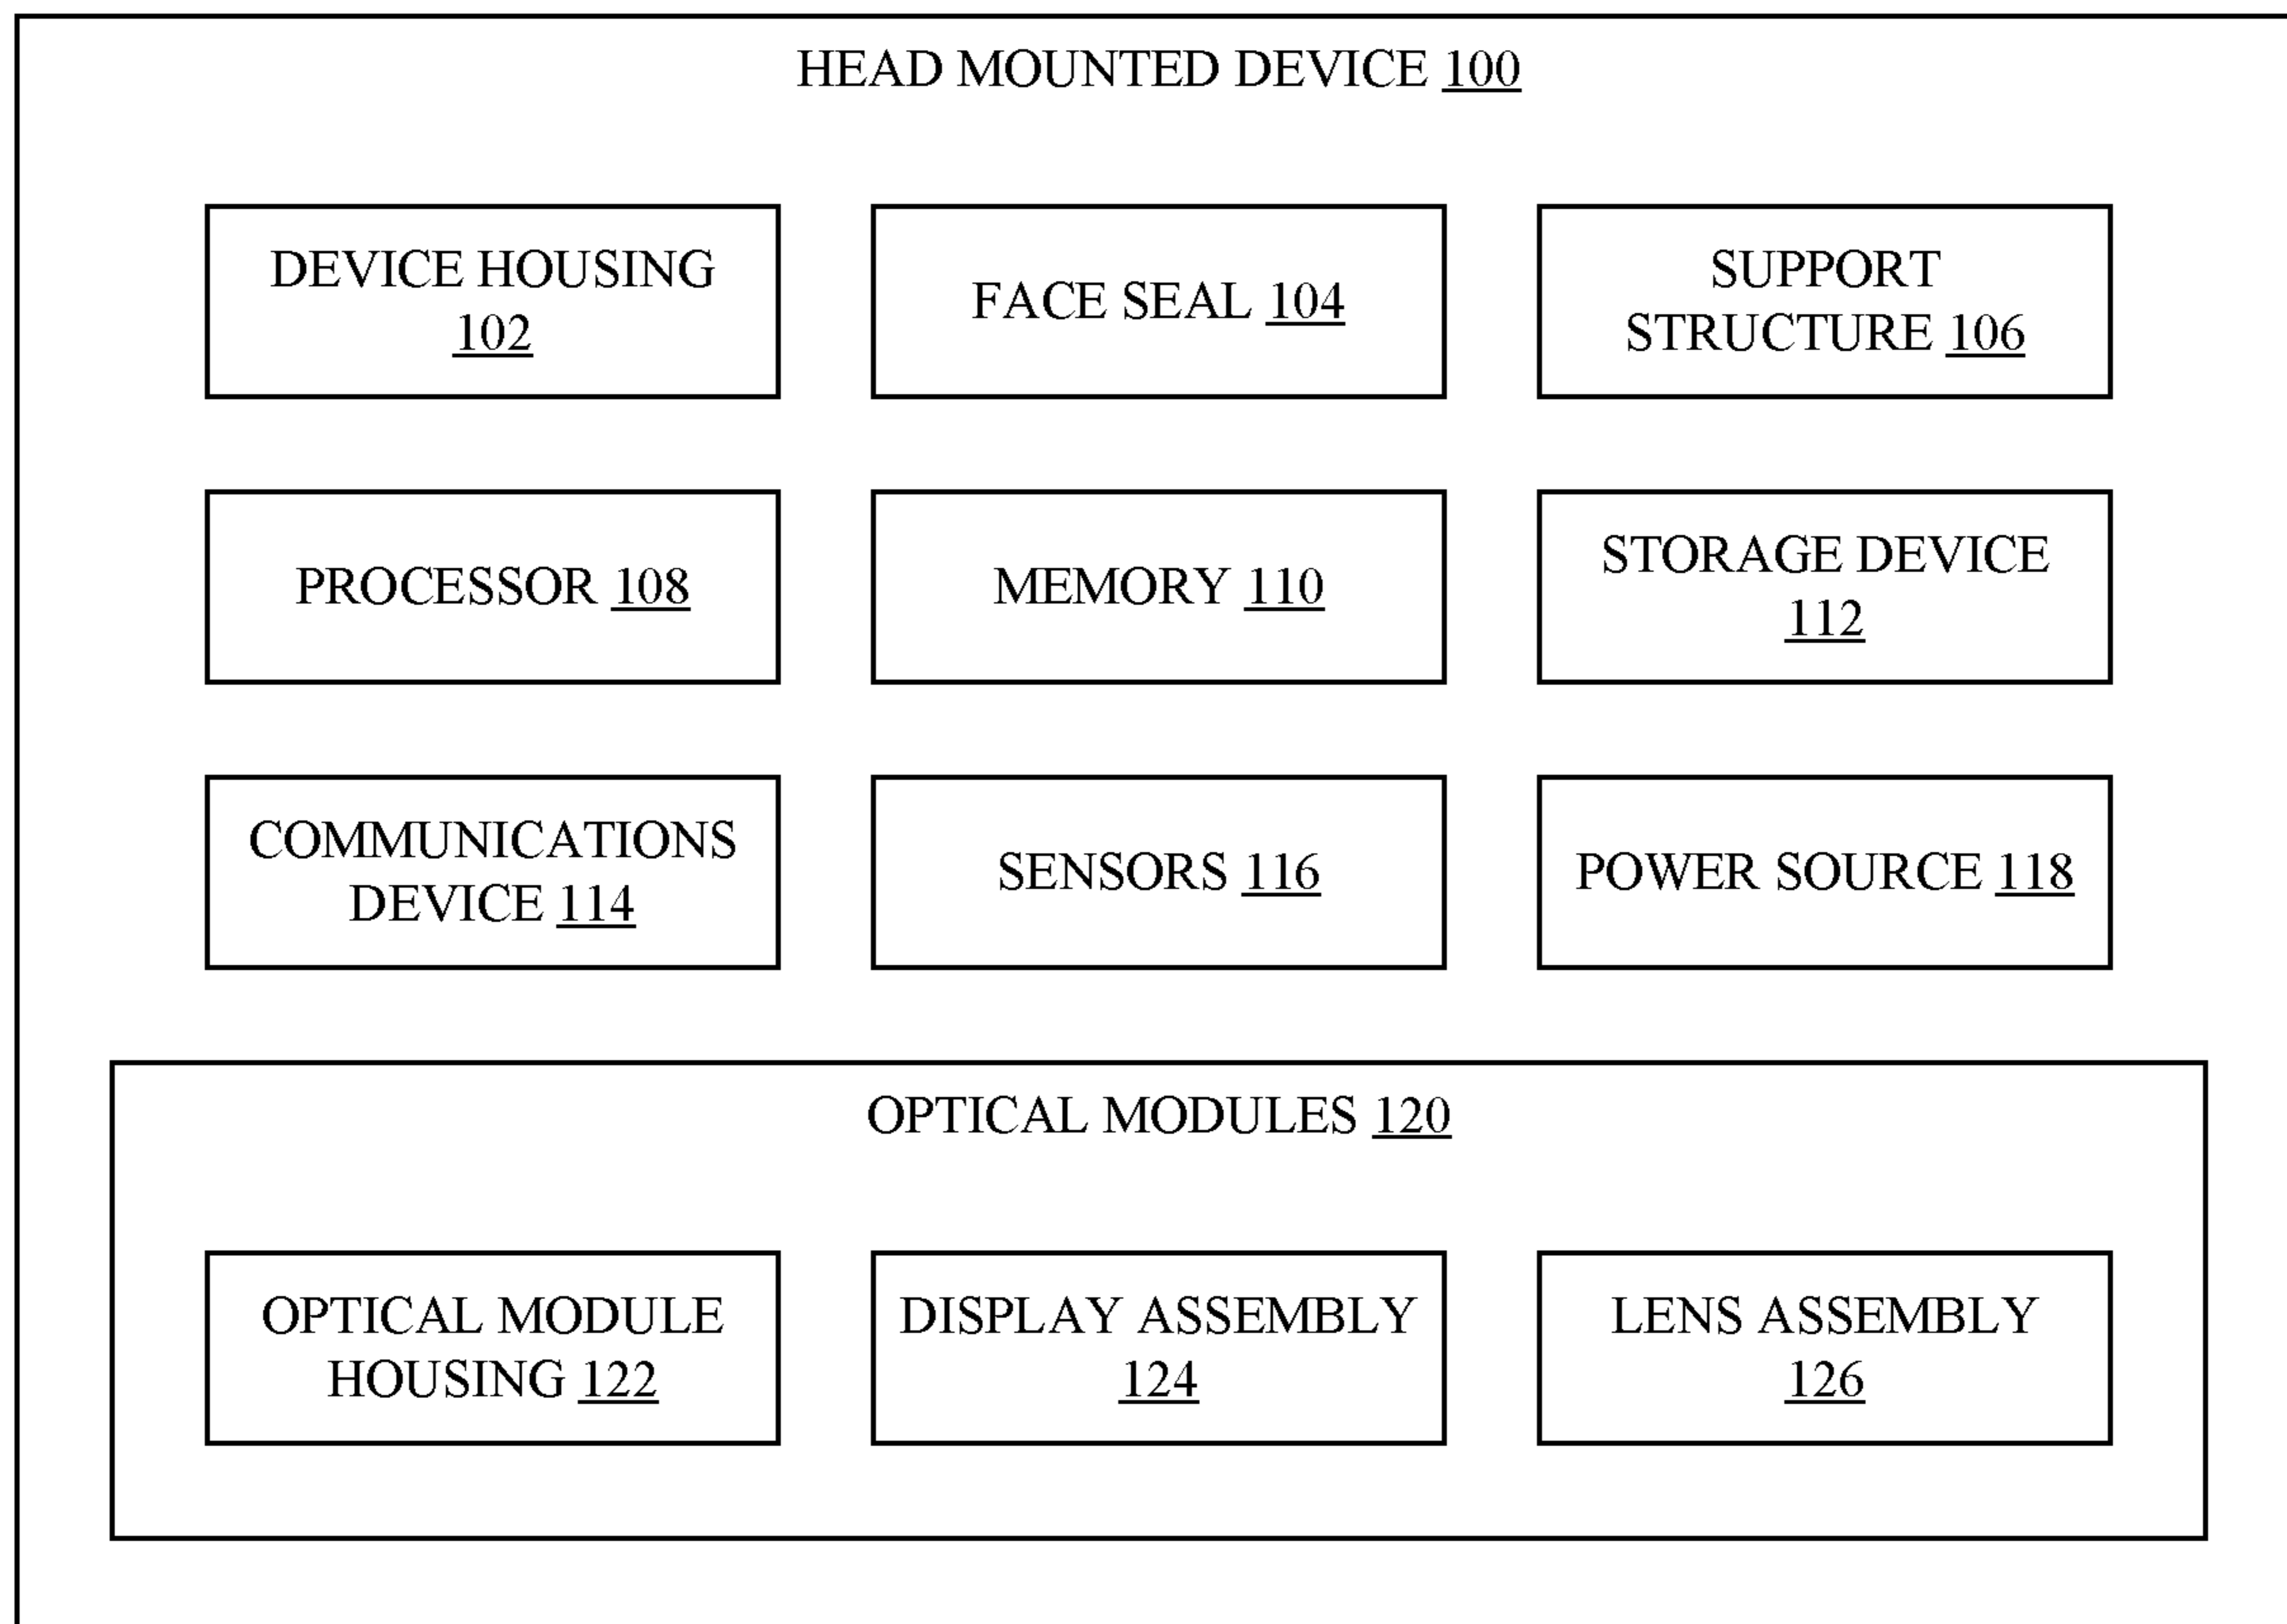 HEAD MOUNTED DEVICE 100
DEVICE HOUSING
102
FACE SEAL 104
SUPPORT
STRUCTURE 106
PROCESSOR 108
MEMORY 110
STORAGE DEVICE
112
COMMUNICATIONS
DEVICE 114
SENSORS 116
POWER SOURCE 118
OPTICAL MODULES 120
OPTICAL MODULE
HOUSING 122
DISPLAY ASSEMBLY
124
LENS ASSEMBLY
126